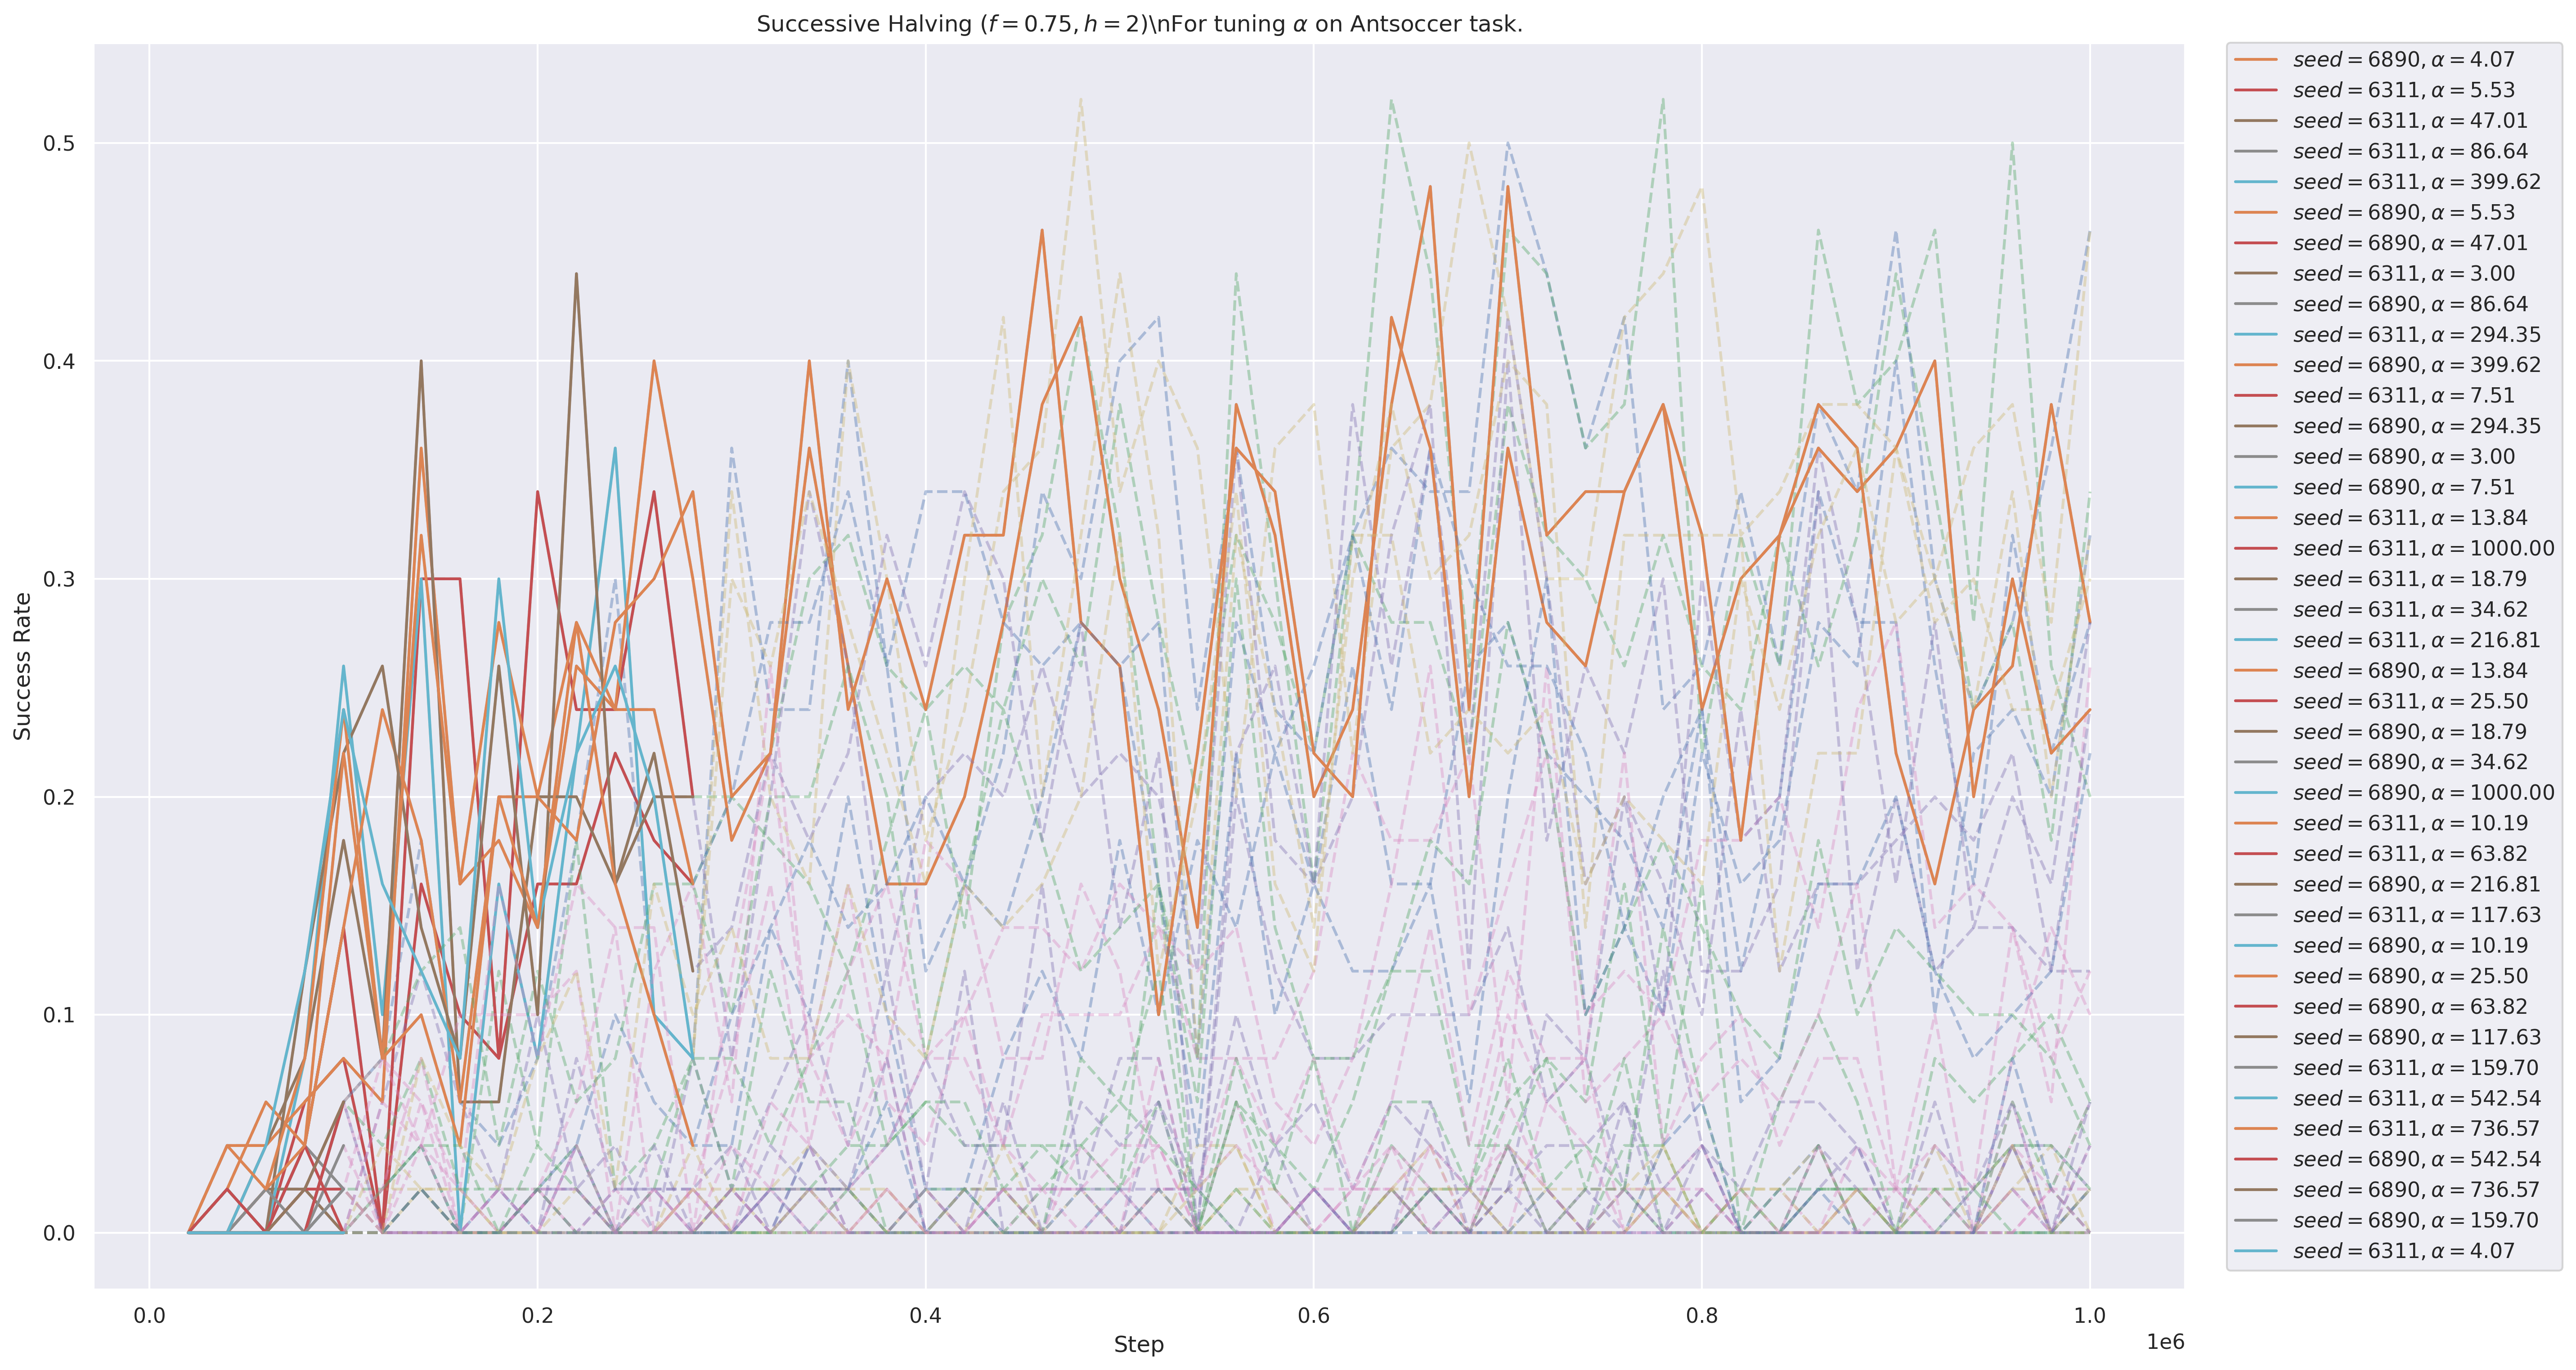 Successive Halving (f = 0.75, h = 2)\nFor tuning α on Antsoccer task.
Success Rate
0.5
0.4
0.3
0.2
0.1
0.0
0.0 0.2 0.4 0.6 0.8 1.0
1e6
Step
seed = 6890, α = 4.07
seed = 6311, α = 5.53
seed = 6311, α = 47.01
seed = 6311, α = 86.64
seed = 6311, α = 399.62
seed = 6890, α = 5.53
seed = 6890, α = 47.01
seed = 6311, α = 3.00
seed = 6890, α = 86.64
seed = 6311, α = 294.35
seed = 6890, α = 399.62
seed = 6311, α = 7.51
seed = 6890, α = 294.35
seed = 6890, α = 3.00
seed = 6890, α = 7.51
seed = 6311, α = 13.84
seed = 6311, α = 1000.00
seed = 6311, α = 18.79
seed = 6311, α = 34.62
seed = 6311, α = 216.81
seed = 6890, α = 13.84
seed = 6311, α = 25.50
seed = 6890, α = 18.79
seed = 6890, α = 34.62
seed = 6890, α = 1000.00
seed = 6311, α = 10.19
seed = 6311, α = 63.82
seed = 6890, α = 216.81
seed = 6311, α = 117.63
seed = 6890, α = 10.19
seed = 6890, α = 25.50
seed = 6890, α = 63.82
seed = 6890, α = 117.63
seed = 6311, α = 159.70
seed = 6311, α = 542.54
seed = 6311, α = 736.57
seed = 6890, α = 542.54
seed = 6890, α = 736.57
seed = 6890, α = 159.70
seed = 6311, α = 4.07